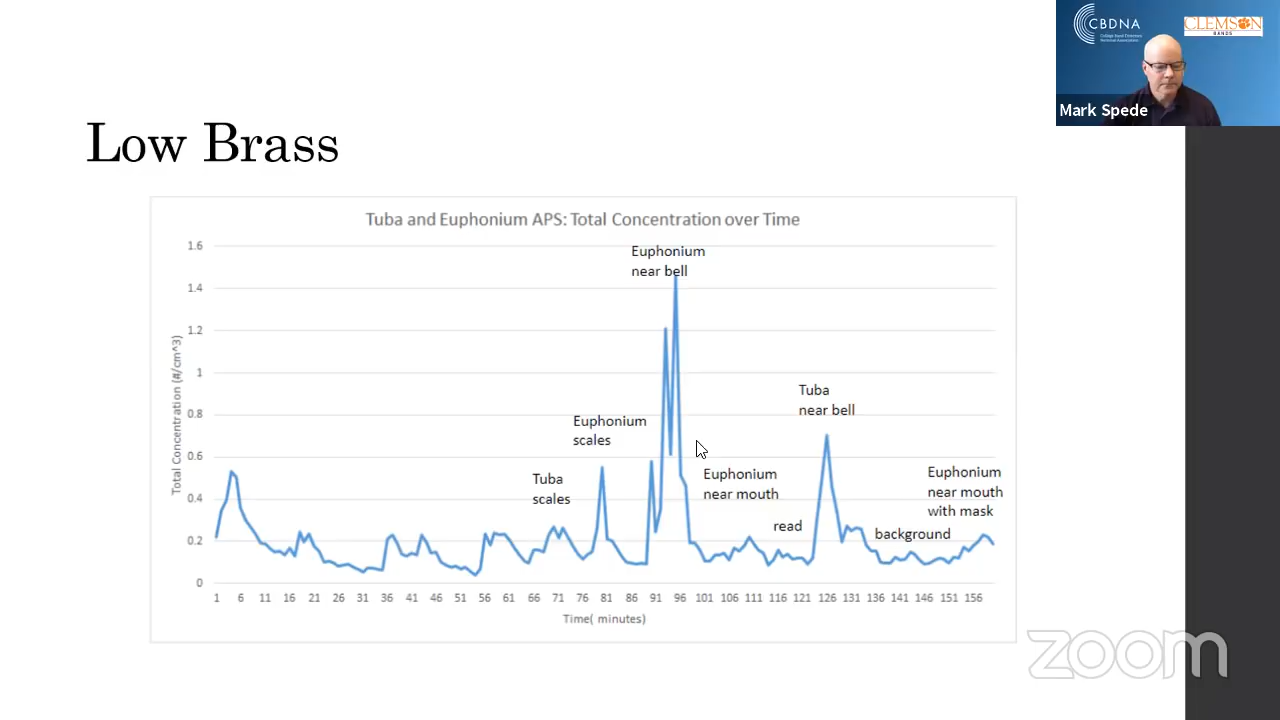 CBDNA
CLEMSON
BANDS
Mark Spede
Low Brass
Tuba and Euphonium APS: Total Concentration over Time
Total Concentration (#/cm^3)
1.6
1.4
1.2
1
0.8
0.6
0.4
0.2
0
Euphonium
near bell
Tuba
near bell
Euphonium
scales
Tuba
scales
Euphonium
near mouth
Euphonium
near mouth
with mask
read
background
1 6 11 16 21 26 31 36 41 46 51 56 61 66 71 76 81 86 91 96 101 106 111 116 121 126 131 136 141 146 151 156
Time( minutes)
zoom